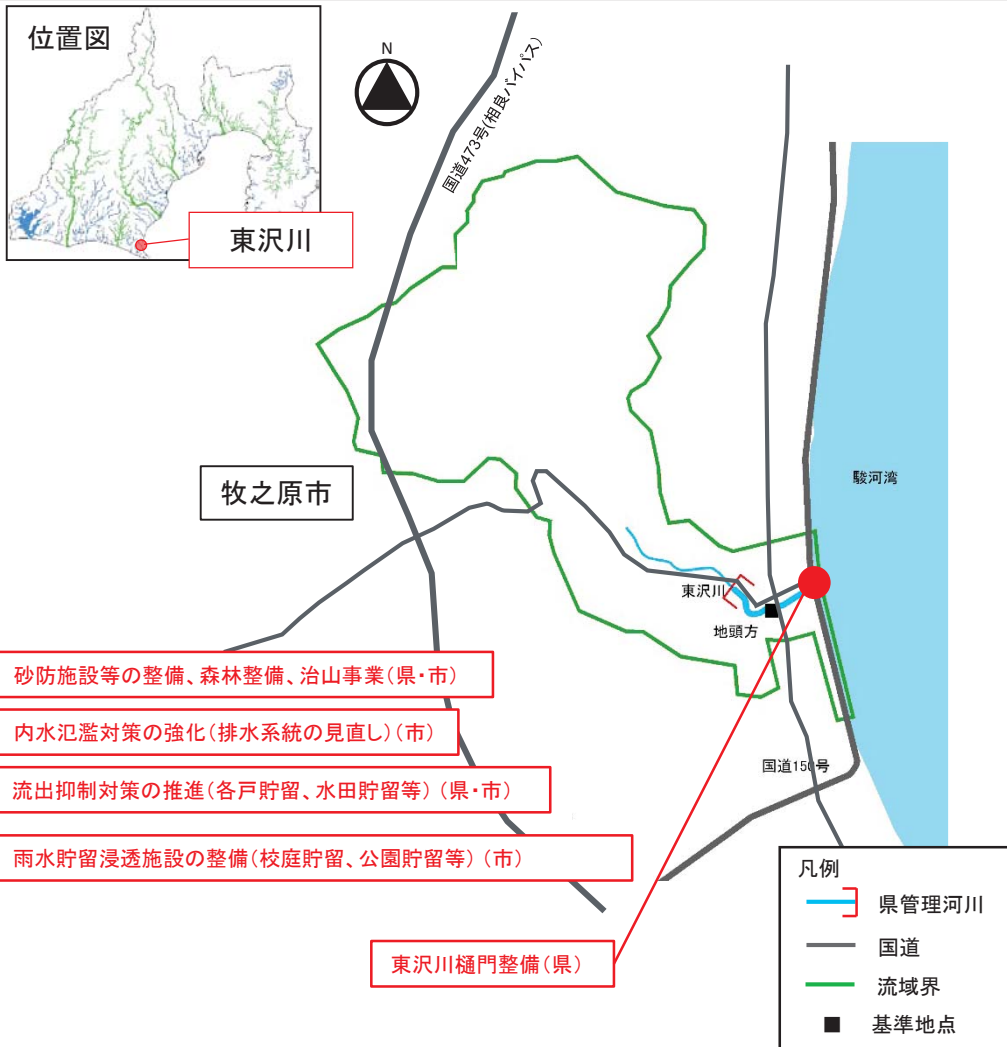 位置図
東沢川
N
国道473号(相良バイパス)
牧之原市
駿河湾
東沢川
地頭方
国道150号
砂防施設等の整備、森林整備、治山事業(県・市)
内水氾濫対策の強化(排水系統の見直し)(市)
流出抑制対策の推進(各戸貯留、水田貯留等)(県・市)
雨水貯留浸透施設の整備(枝庭貯留、公園貯留等)(市)
東沢川樋門整備(県)
凡例
県管理河川
国道
流域界
基準地点